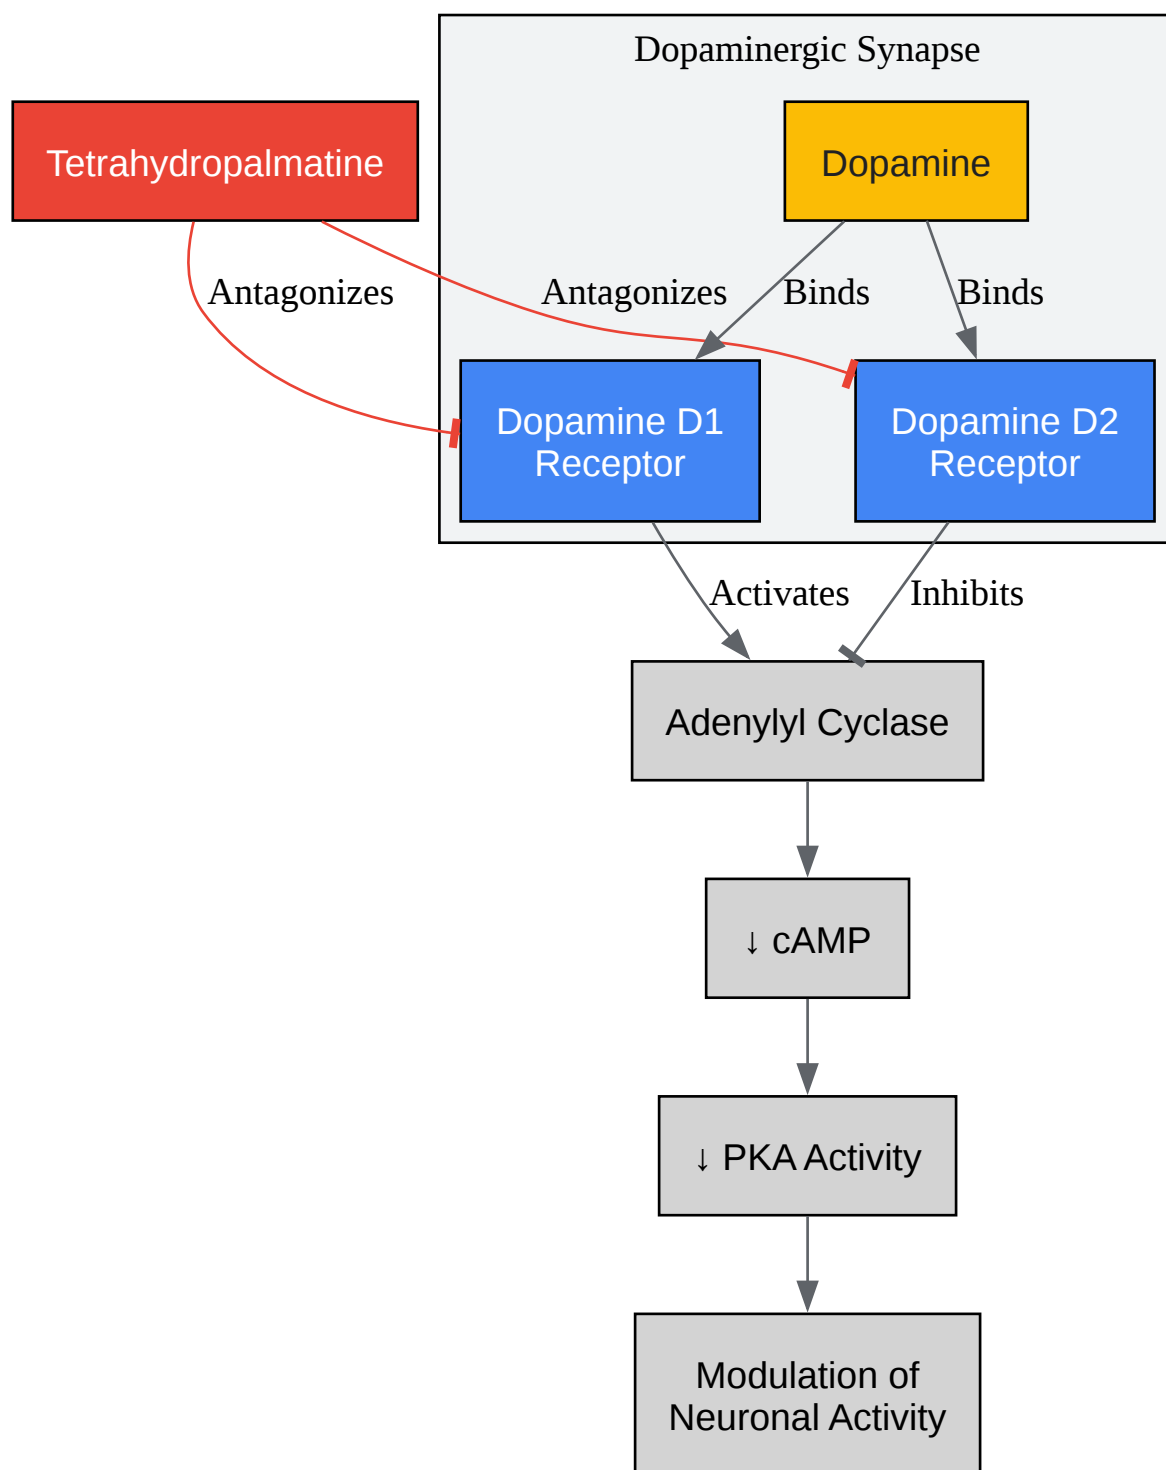 Dopaminergic Synapse
Tetrahydropalmatine
Dopamine
Antagonizes
Antagonizes
Binds
Binds
Dopamine D1
Receptor
Dopamine D2
Receptor
Activates
Inhibits
Adenylyl Cyclase
↓ cAMP
↓ PKA Activity
Modulation of
Neuronal Activity